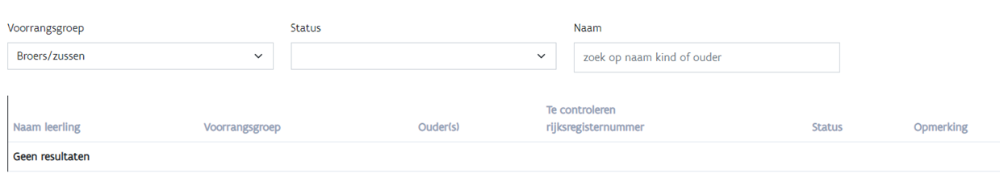 Voorrangsgroep Status Naam
Broers/zussen zoek op naam kind of ouder
Te controleren
Naam leerling Voorrangsgroep Ouder(s) rijksregisternummer Status Opmerking
Geen resultaten